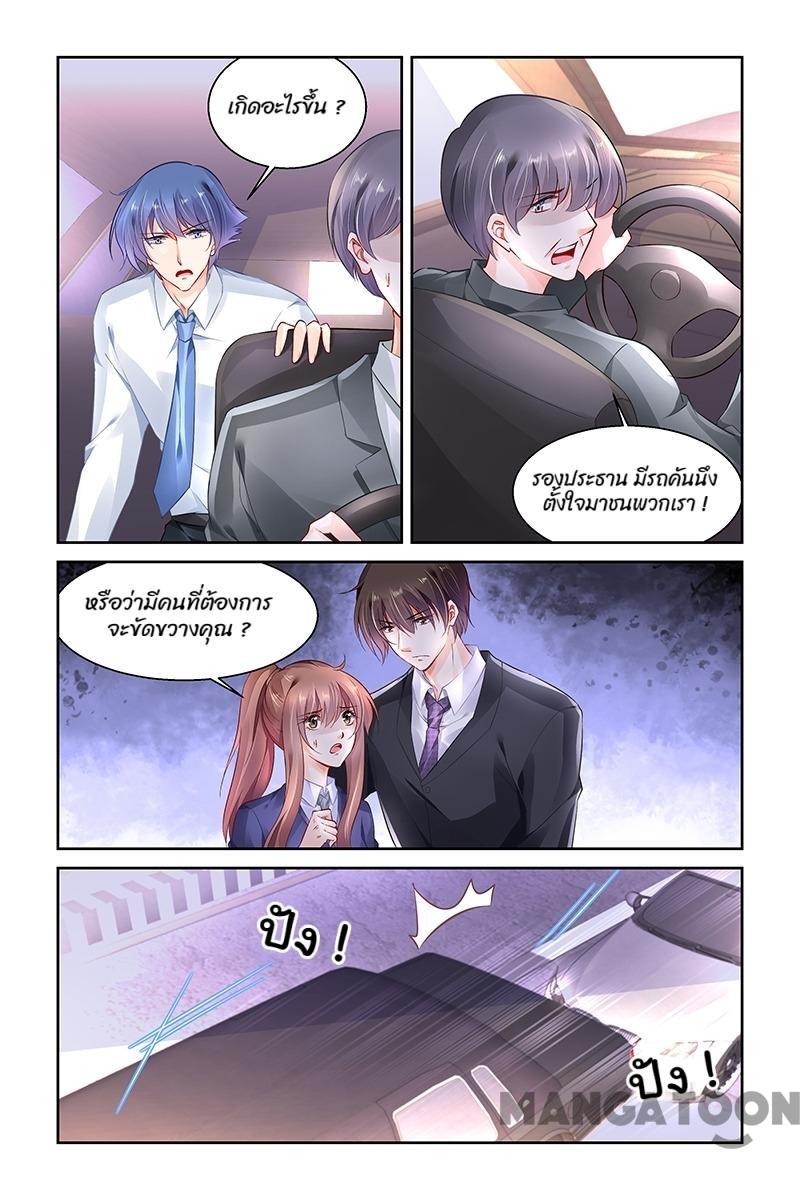 เกิดอะไรขึ้น ?
รองประธาน มีรถคันนึง
ตั้งใจมาชนพวกเรา !
หรือว่ามีคนที่ต้องการ
จะขัดขวางคุณ ?
ปัง !
ปัง !
MANGATOON